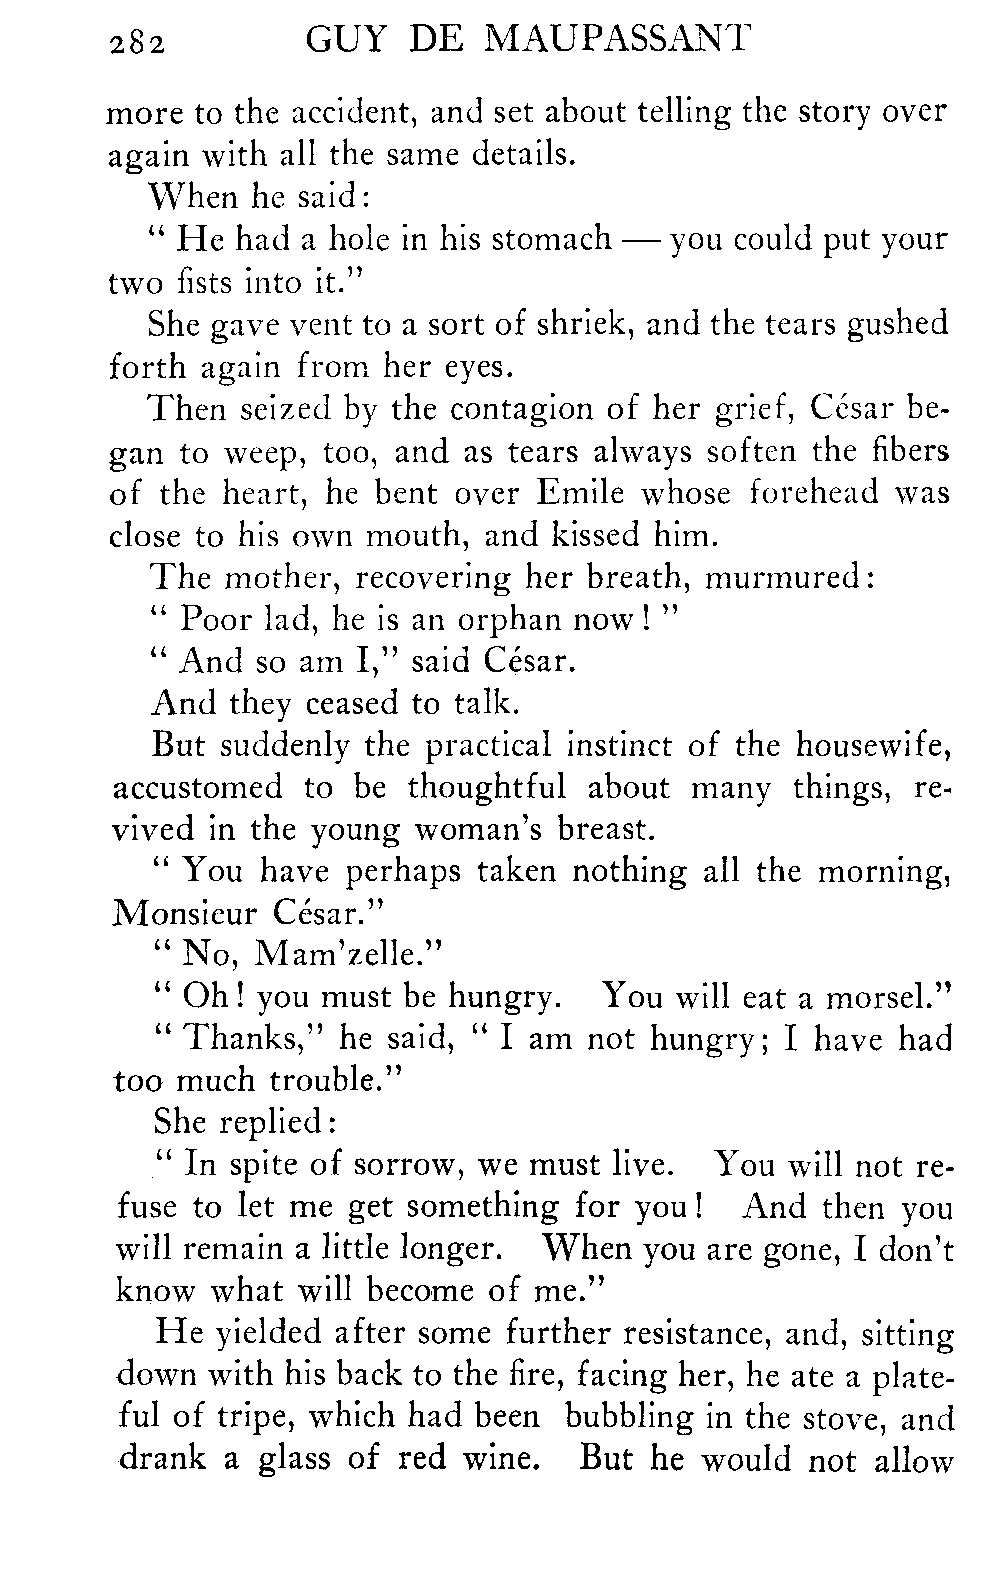 282 GUY DE MAUPASSANT
more to the accident, and set about telling the story over
again with all the same details.
When he said:
“ He had a hole in his stomach — you could put your
two fists into it.”
She gave vent to a sort of shriek, and the tears gushed
forth again from her eyes.
Then seized by the contagion of her grief, César be-
gan to weep, too, and as tears always soften the fibers
of the heart, he bent over Emile whose forehead was
close to his own mouth, and kissed him.
The mother, recovering her breath, murmured:
“ Poor lad, he is an orphan now! ”
“ And so am I,” said César.
And they ceased to talk.
But suddenly the practical instinct of the housewife,
accustomed to be thoughtful about many things, re-
vived in the young woman's breast.
“ You have perhaps taken nothing all the morning,
Monsieur César.”
“ No, Mam'zelle.”
“ Oh! you must be hungry. You will eat a morsel.”
“ Thanks,” he said, “ I am not hungry; I have had
too much trouble.”
She replied:
“ In spite of sorrow, we must live. You will not re-
fuse to let me get something for you! And then you
will remain a little longer. When you are gone, I don't
know what will become of me.”
He yielded after some further resistance, and, sitting
down with his back to the fire, facing her, he ate a plate-
ful of tripe, which had been bubbling in the stove, and
drank a glass of red wine. But he would not allow